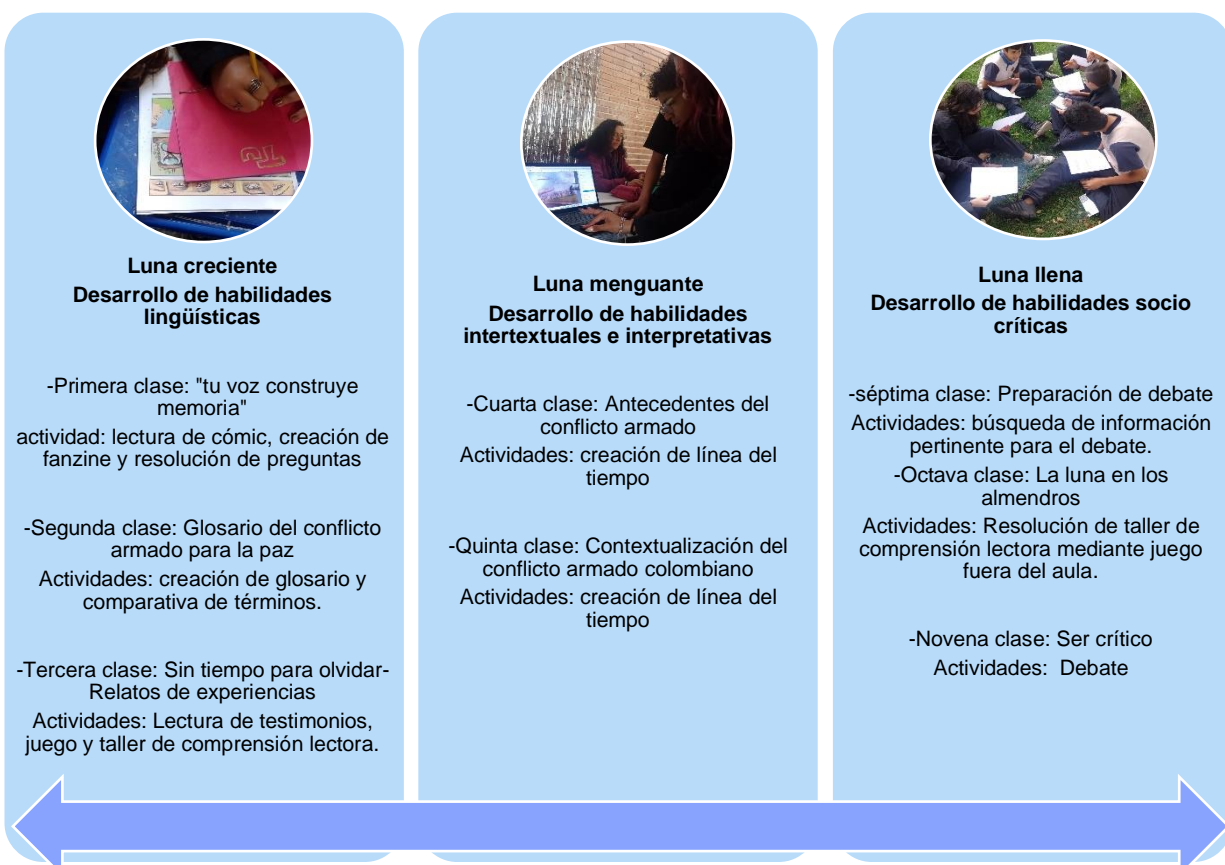 Luna creciente
Desarrollo de habilidades
lingüísticas
-Primera clase: "tu voz construye
memoria"
actividad: lectura de cómic, creación de
fanzine y resolución de preguntas
-Segunda clase: Glosario del conflicto
armado para la paz
Actividades: creación de glosario y
comparativa de términos.
-Tercera clase: Sin tiempo para olvidar-
Relatos de experiencias
Actividades: Lectura de testimonios,
juego y taller de comprensión lectora.
Luna menguante
Desarrollo de habilidades
intertextuales e interpretativas
-Cuarta clase: Antecedentes del
conflicto armado
Actividades: creación de línea del
tiempo
-Quinta clase: Contextualización del
conflicto armado colombiano
Actividades: creación de línea del
tiempo
Luna llena
Desarrollo de habilidades socio
críticas
-séptima clase: Preparación de debate
Actividades: búsqueda de información
pertinente para el debate.
-Octava clase: La luna en los
almendros
Actividades: Resolución de taller de
comprensión lectora mediante juego
fuera del aula.
-Novena clase: Ser crítico
Actividades:  Debate